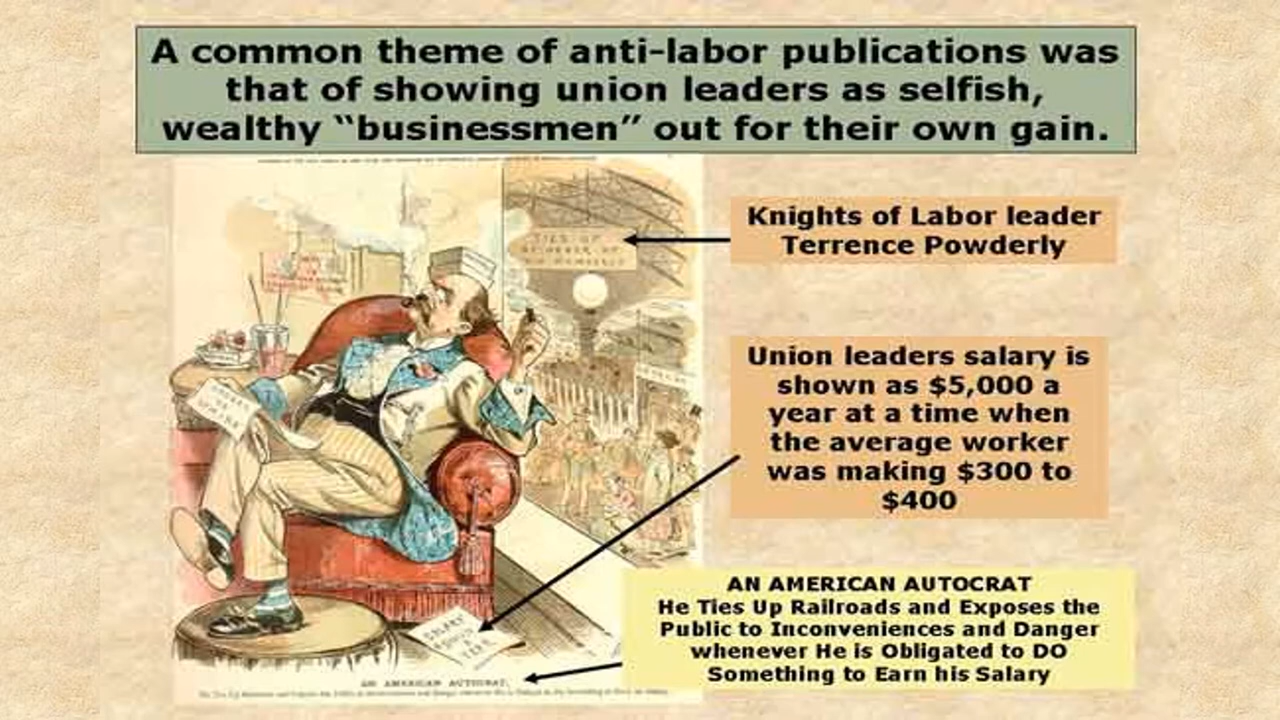 A common theme of anti-labor publications was
that of showing union leaders as selfish,
wealthy “businessmen” out for their own gain.
Knights of Labor leader
Terrence Powderly
TIES UP
Union leaders salary is
shown as $5,000 a
year at a time when
the average worker
was making $300 to
$400
SALARY
AN AMERICAN AUTOCRAT
He Ties Up Railroads and Exposes the
Public to Inconveniences and Danger
whenever He is Obligated to DO
Something to Earn his Salary
AN AMERICAN AUTOCRAT.